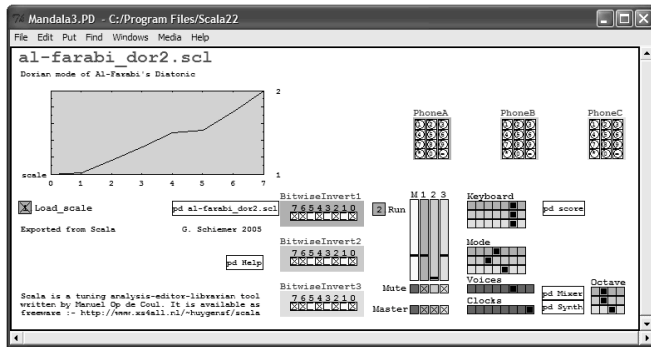 Mandala3.PD - C:/Program Files/Scala22
File Edit Put Find Windows Media Help
al-farabi_dor2.scl
Dorian mode of Al-Farabi's Diatonic
2
PhoneA PhoneB PhoneC
scale
1
0 1 2 3 4 5 6 7
BitwiseInvert1
7 6 5 4 3 2 1 0
M 1 2 3
Keyboard
1 Load_scale
pd al-farabi_dor2.scl
2 Run
pd score
Exported from Scala
G. Schiemer 2005
BitwiseInvert2
7 6 5 4 3 2 1 0
Mode
pd Help
BitwiseInvert3
7 6 5 4 3 2 1 0
Mute
Voices
pd Mixer
Octave
Scala is a tuning analysis-editor-librarian tool
written by Manuel Op de Coul. It is available as
freeware :- http://www.xs4all.nl/~huygensf/scala
Master
Clocks
pd Synth